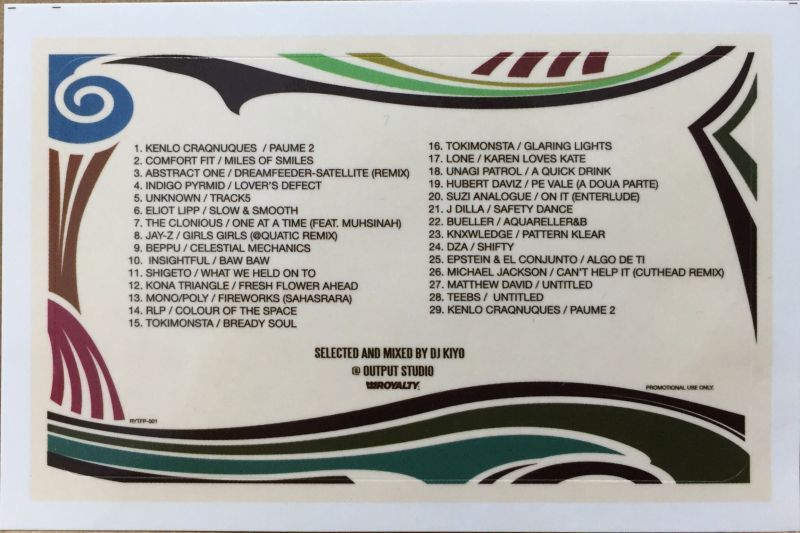 1. KENLO CRAQNUQUES / PAUME 2
2. COMFORT FIT / MILES OF SMILES
3. ABSTRACT ONE / DREAMFEEDER-SATELLITE (REMIX)
4. INDIGO PYRMID / LOVER'S DEFECT
5. UNKNOWN / TRACK5
6. ELIOT LIPP / SLOW & SMOOTH
7. THE CLONIOUS / ONE AT A TIME (FEAT. MUHSINAH)
8. JAY-Z / GIRLS GIRLS (@QUATIC REMIX)
9. BEPPU / CELESTIAL MECHANICS
10. INSIGHTFUL / BAW BAW
11. SHIGETO / WHAT WE HELD ON TO
12. KONA TRIANGLE / FRESH FLOWER AHEAD
13. MONO/POLY / FIREWORKS (SAHASRARA)
14. RLP / COLOUR OF THE SPACE
15. TOKIMONSTA / BREADY SOUL
16. TOKIMONSTA / GLARING LIGHTS
17. LONE / KAREN LOVES KATE
18. UNAGI PATROL / A QUICK DRINK
19. HUBERT DAVIZ / PE VALE (A DOUA PARTE)
20. SUZI ANALOGUE / ON IT (ENTERLUDE)
21. J DILLA / SAFETY DANCE
22. BUELLER / AQUARELLER&B
23. KNXWLEDGE / PATTERN KLEAR
24. DZA / SHIFTY
25. EPSTEIN & EL CONJUNTO / ALGO DE TI
26. MICHAEL JACKSON / CAN'T HELP IT (CUTHEAD REMIX)
27. MATTHEW DAVID / UNTITLED
28. TEEBS / UNTITLED
29. KENLO CRAQNUQUES / PAUME 2
SELECTED AND MIXED BY DJ KIYO
@ OUTPUT STUDIO
ROYALTY
PROMOTIONAL USE ONLY.
RYTFP-001